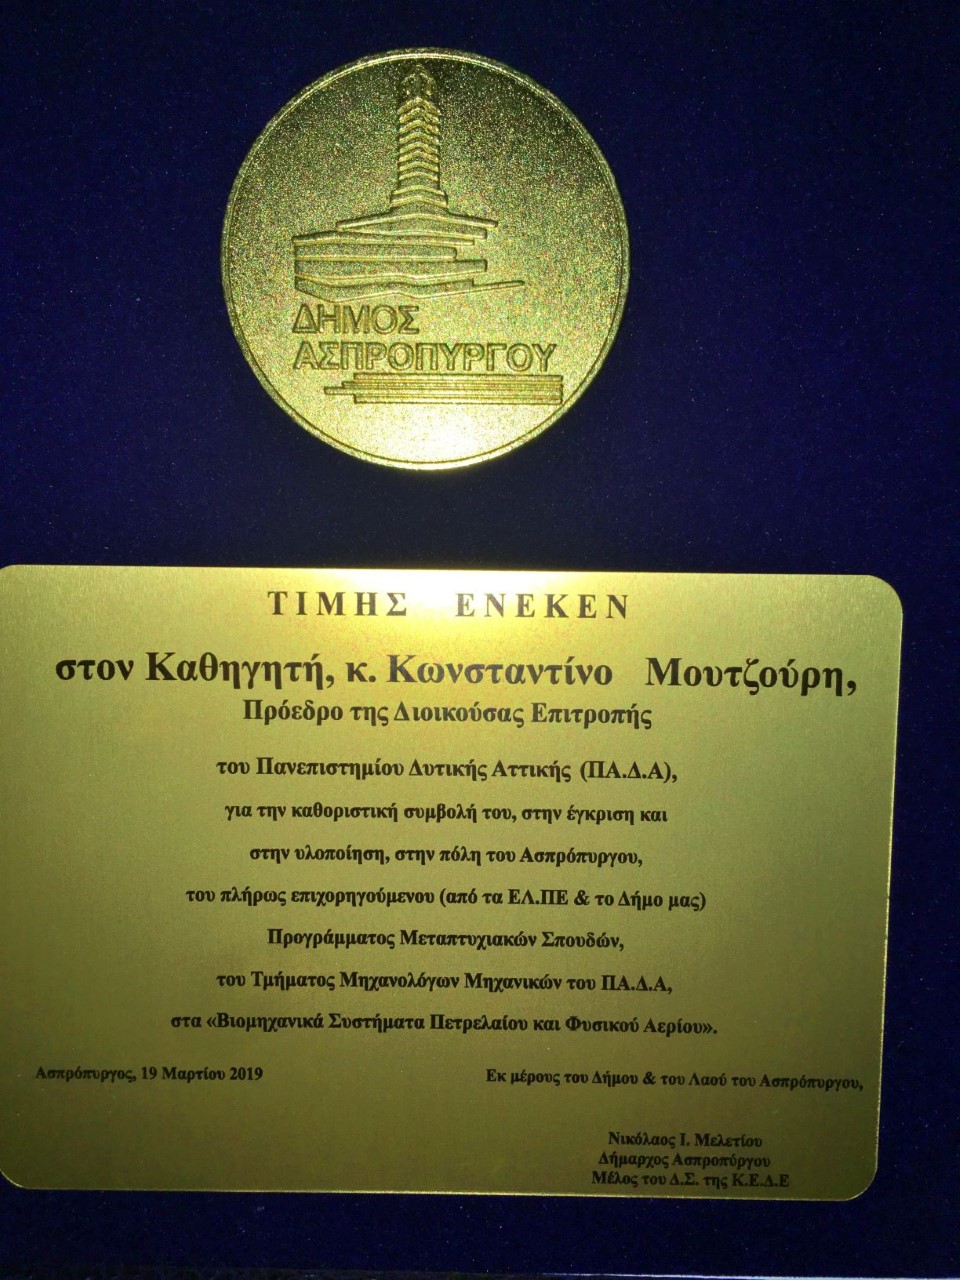 ΔΗΜΟΣ
ΑΣΠΡΟΠΥΡΓΟΥ
ΤΙΜΗΣ ΕΝΕΚΕΝ
στον Καθηγητή, κ. Κωνσταντίνο Μουτζούρη,
Πρόεδρο της Διοικούσας Επιτροπής
του Πανεπιστημίου Δυτικής Αττικής (ΠΑ.Δ.Α),
για την καθοριστική συμβολή του, στην έγκριση και
στην υλοποίηση, στην πόλη του Ασπρόπυργου,
του πλήρως επιχορηγούμενου (από τα ΕΛ.ΠΕ & το Δήμο μας)
Προγράμματος Μεταπτυχιακών Σπουδών,
του Τμήματος Μηχανολόγων Μηχανικών του ΠΑ.Δ.Α,
στα «Βιομηχανικά Συστήματα Πετρελαίου και Φυσικού Αερίου».
Ασπρόπυργος, 19 Μαρτίου 2019
Εκ μέρους του Δήμου & του Λαού του Ασπρόπυργου,
Νικόλαος Ι. Μελετίου
Δήμαρχος Ασπροπύργου
Μέλος του Δ.Σ. της Κ.Ε.Δ.Ε